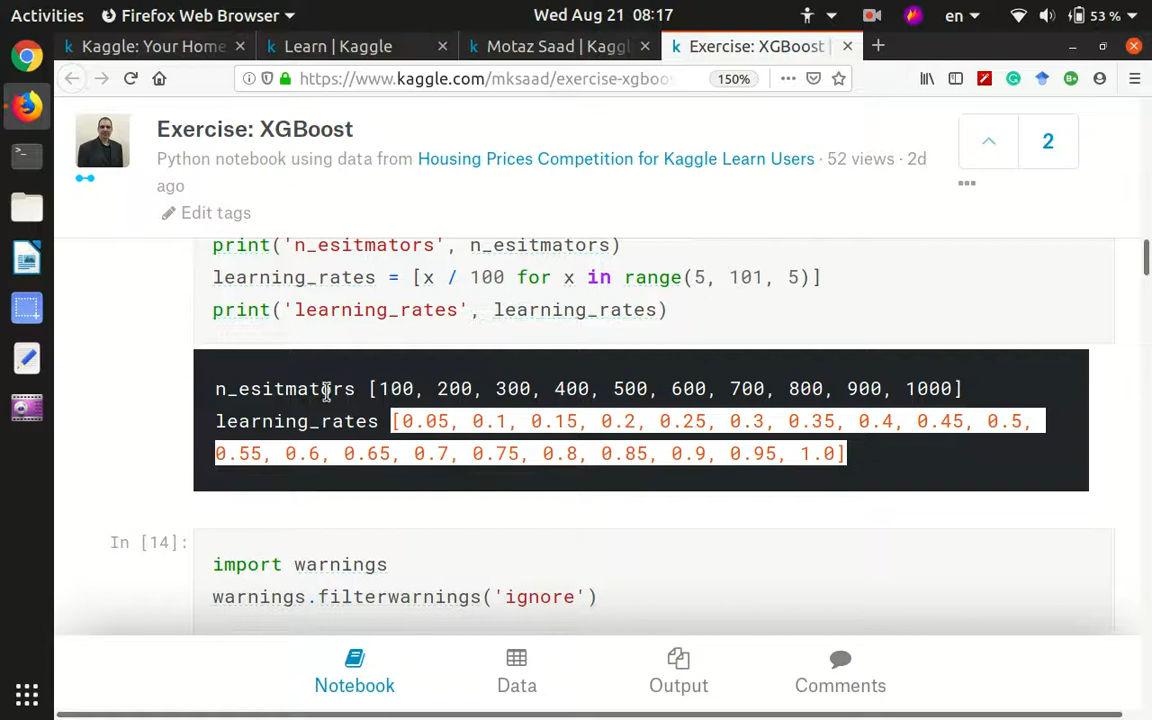 Activities Firefox Web Browser Wed Aug 21 08:17 en 53 %
Kaggle: Your Home Learn | Kaggle Motaz Saad | Kaggl Exercise: XGBoost |
https://www.kaggle.com/mksaad/exercise-xgboos 150%
Exercise: XGBoost
2
Python notebook using data from Housing Prices Competition for Kaggle Learn Users · 52 views · 2d
ago
Edit tags
print('n_esitmators', n_esitmators)
learning_rates = [x / 100 for x in range(5, 101, 5)]
print('learning_rates', learning_rates)
n_esitmators [100, 200, 300, 400, 500, 600, 700, 800, 900, 1000]
learning_rates [0.05, 0.1, 0.15, 0.2, 0.25, 0.3, 0.35, 0.4, 0.45, 0.5,
0.55, 0.6, 0.65, 0.7, 0.75, 0.8, 0.85, 0.9, 0.95, 1.0]
In [14]:
import warnings
warnings.filterwarnings('ignore')
Notebook Data Output Comments